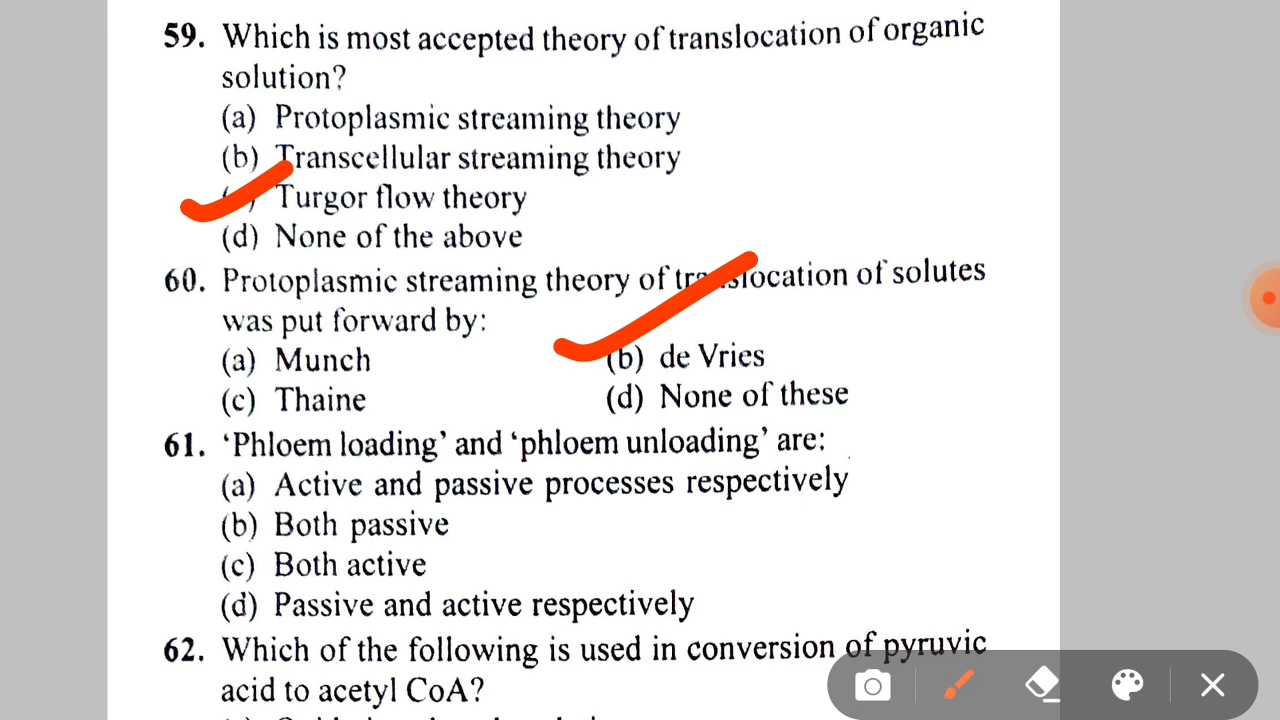 59. Which is most accepted theory of translocation of organic
solution?
(a) Protoplasmic streaming theory
(b) Transcellular streaming theory
Turgor flow theory
(d) None of the above
60. Protoplasmic streaming theory of translocation of solutes
was put forward by:
(a) Munch (b) de Vries
(c) Thaine (d) None of these
61. ‘Phloem loading’ and ‘phloem unloading’ are:
(a) Active and passive processes respectively
(b) Both passive
(c) Both active
(d) Passive and active respectively
62. Which of the following is used in conversion of pyruvic
acid to acetyl CoA?